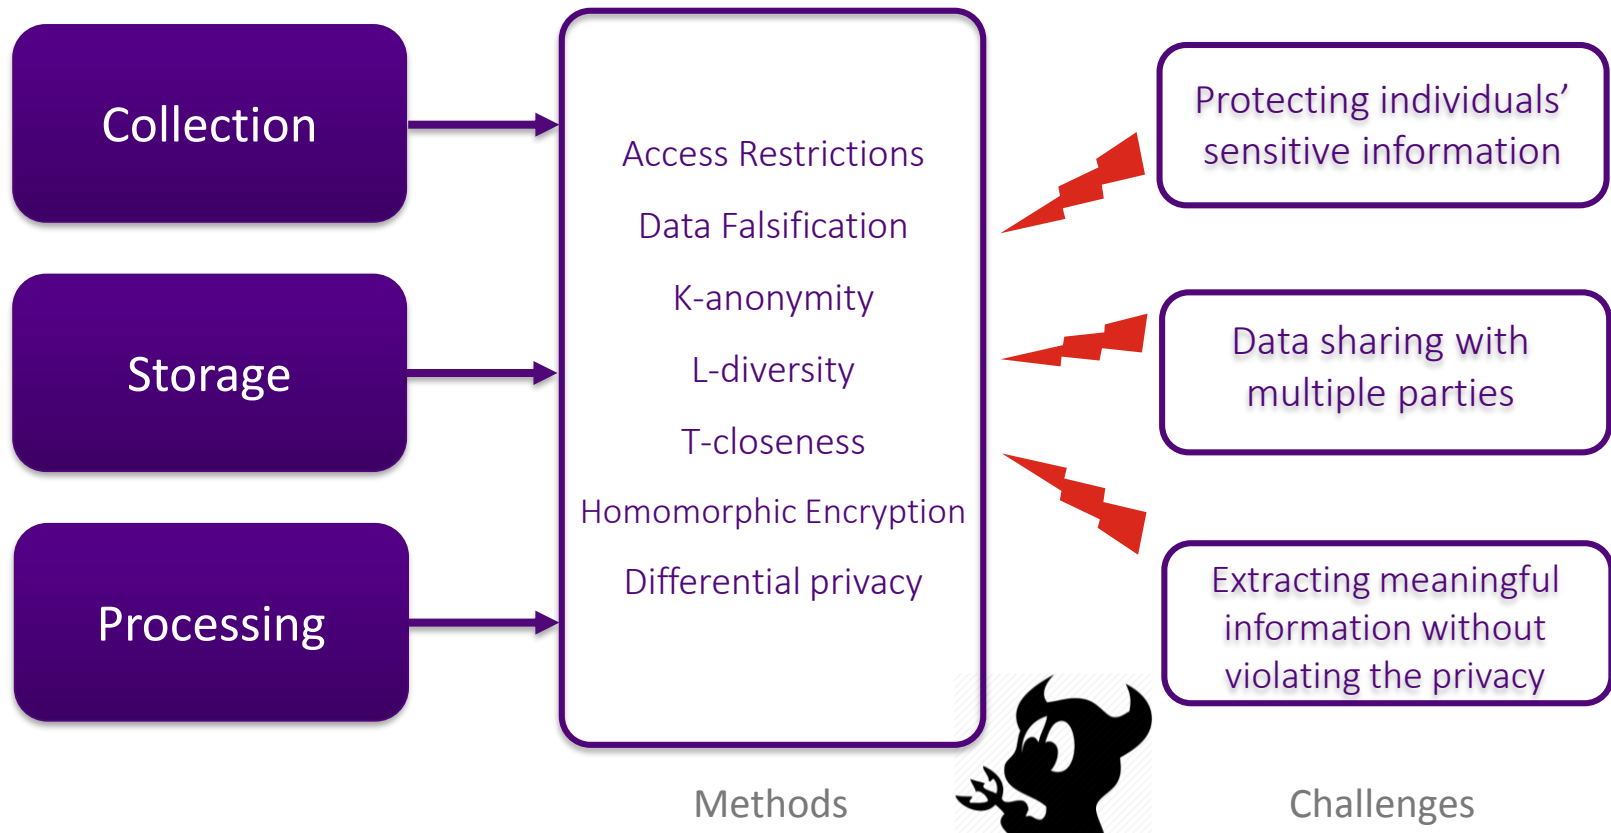 Collection
Storage
Processing
Access Restrictions
Data Falsification
K-anonymity
L-diversity
T-closeness
Homomorphic Encryption
Differential privacy
Methods
Protecting individuals’
sensitive information
Data sharing with
multiple parties
Extracting meaningful
information without
violating the privacy
Challenges